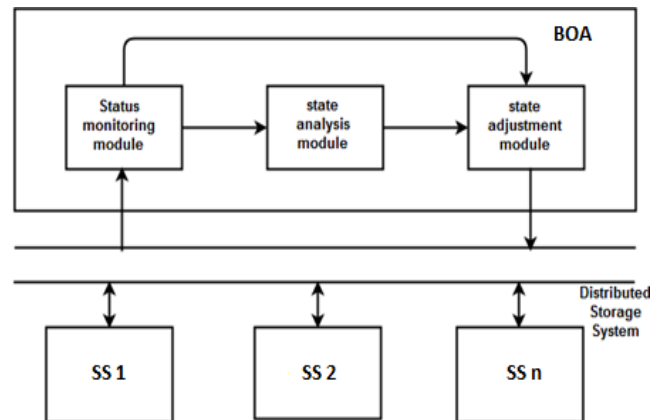 BOA
Status
monitoring
module
state
analysis
module
state
adjustment
module
Distributed
Storage
System
SS 1
SS 2
SS n